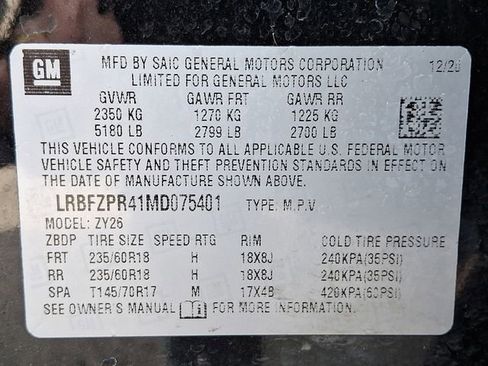 GM
MFD BY SAIC GENERAL MOTORS CORPORATION 12/20
LIMITED FOR GENERAL MOTORS LLC
GVWR GAWR FRT GAWR RR
2350 KG 1270 KG 1225 KG
5180 LB 2799 LB 2700 LB
THIS VEHICLE CONFORMS TO ALL APPLICABLE U.S. FEDERAL MOTOR
VEHICLE SAFETY AND THEFT PREVENTION STANDARDS IN EFFECT ON THE
DATE OF MANUFACTURE SHOWN ABOVE.
LRBFZPR41MD075401 TYPE: M.P.V
MODEL: ZY26
ZBDP TIRE SIZE SPEED RTG RIM COLD TIRE PRESSURE
FRT 235/60R18 H 18X8J 240KPA(35PSI)
RR 235/60R18 H 18X8J 240KPA(35PSI)
SPA T145/70R17 M 17X4B 420KPA(60PSI)
SEE OWNER'S MANUAL FOR MORE INFORMATION.